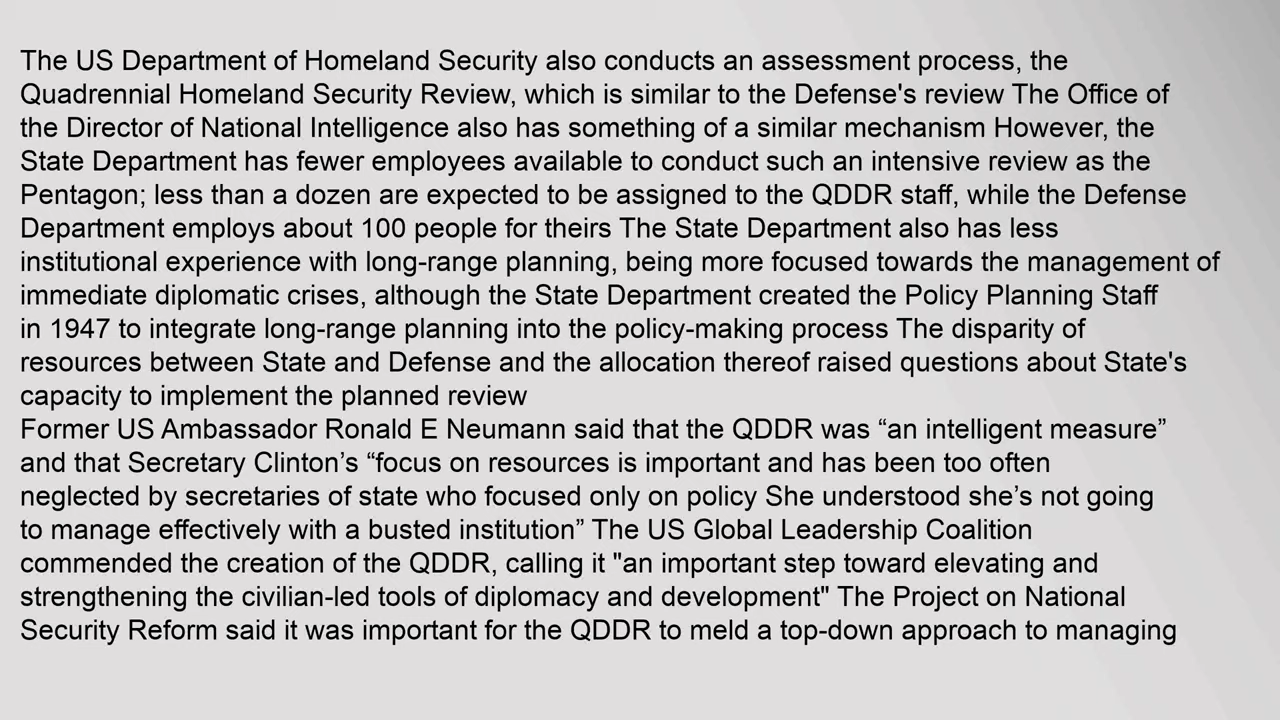 The US Department of Homeland Security also conducts an assessment process, the
Quadrennial Homeland Security Review, which is similar to the Defense's review The Office of
the Director of National Intelligence also has something of a similar mechanism However, the
State Department has fewer employees available to conduct such an intensive review as the
Pentagon; less than a dozen are expected to be assigned to the QDDR staff, while the Defense
Department employs about 100 people for theirs The State Department also has less
institutional experience with long-range planning, being more focused towards the management of
immediate diplomatic crises, although the State Department created the Policy Planning Staff
in 1947 to integrate long-range planning into the policy-making process The disparity of
resources between State and Defense and the allocation thereof raised questions about State's
capacity to implement the planned review
Former US Ambassador Ronald E Neumann said that the QDDR was “an intelligent measure”
and that Secretary Clinton’s “focus on resources is important and has been too often
neglected by secretaries of state who focused only on policy She understood she’s not going
to manage effectively with a busted institution” The US Global Leadership Coalition
commended the creation of the QDDR, calling it "an important step toward elevating and
strengthening the civilian-led tools of diplomacy and development" The Project on National
Security Reform said it was important for the QDDR to meld a top-down approach to managing